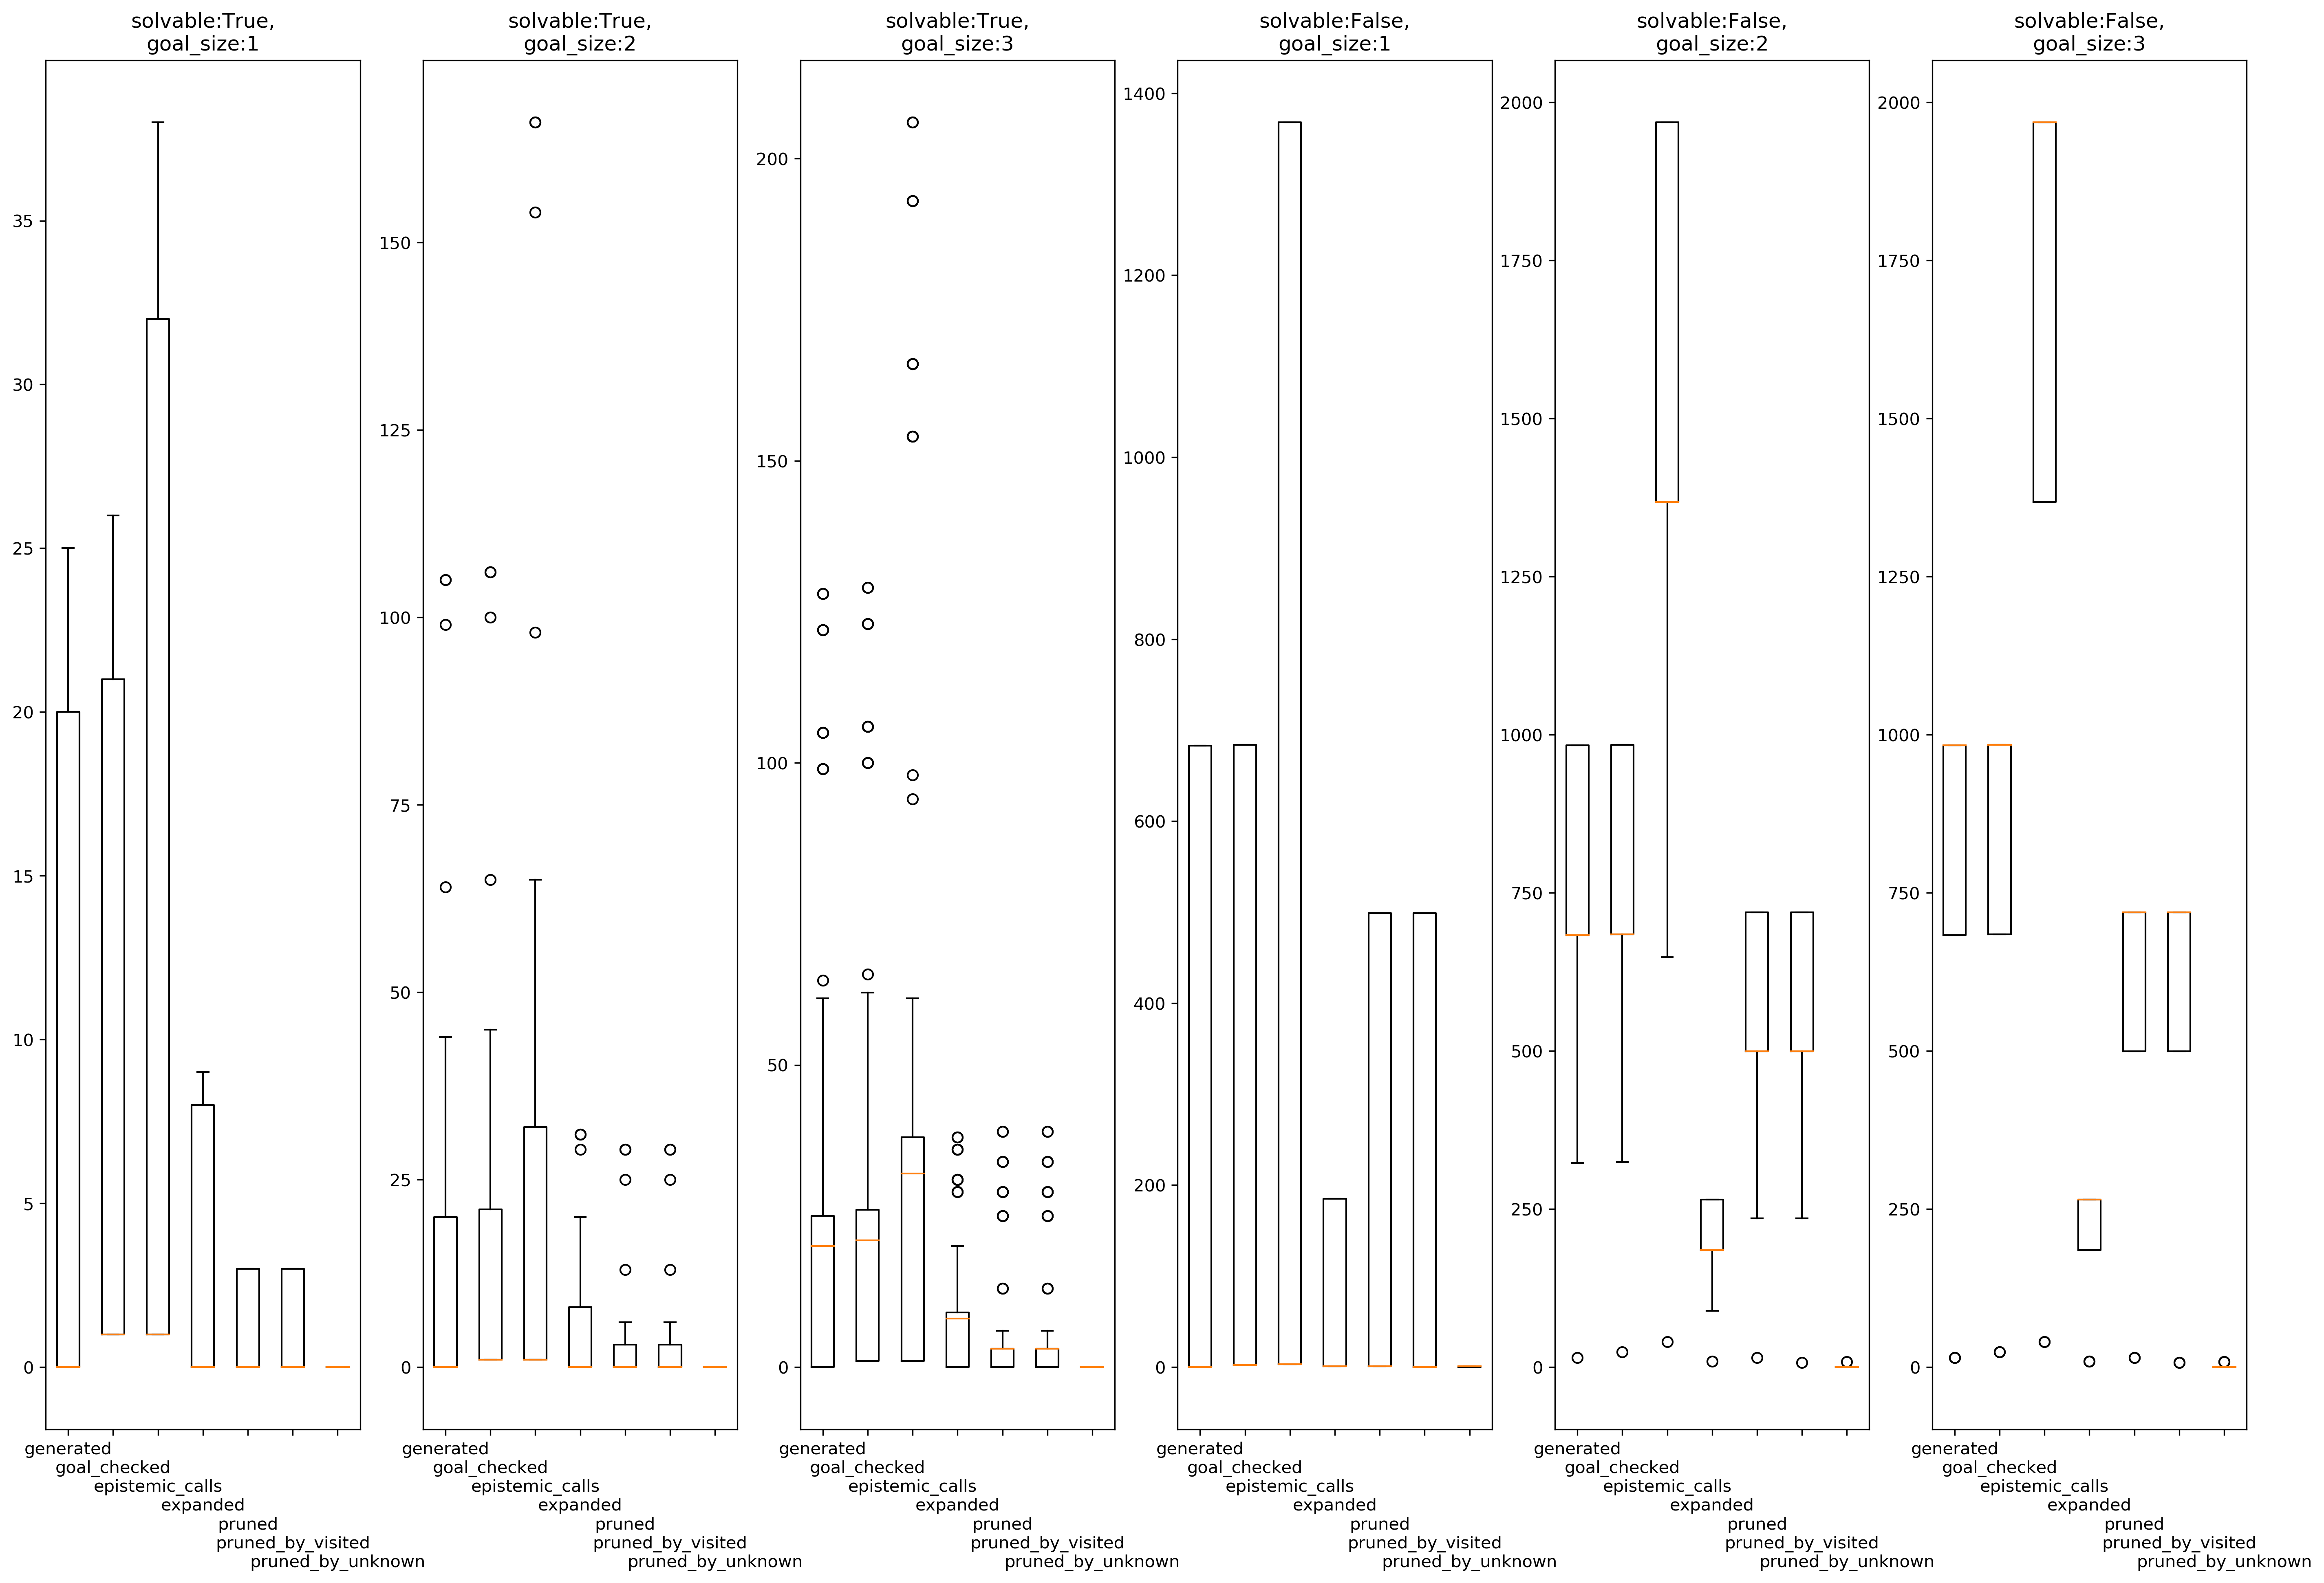 solvable:True,
goal_size:1
35
30
25
20
15
10
5
0
generated
goal_checked
epistemic_calls
expanded
pruned
pruned_by_visited
pruned_by_unknown
solvable:True,
goal_size:2
150
125
100
75
50
25
0
generated
goal_checked
epistemic_calls
expanded
pruned
pruned_by_visited
pruned_by_unknown
solvable:True,
goal_size:3
200
150
100
50
0
generated
goal_checked
epistemic_calls
expanded
pruned
pruned_by_visited
pruned_by_unknown
solvable:False,
goal_size:1
1400
1200
1000
800
600
400
200
0
generated
goal_checked
epistemic_calls
expanded
pruned
pruned_by_visited
pruned_by_unknown
solvable:False,
goal_size:2
2000
1750
1500
1250
1000
750
500
250
0
generated
goal_checked
epistemic_calls
expanded
pruned
pruned_by_visited
pruned_by_unknown
solvable:False,
goal_size:3
2000
1750
1500
1250
1000
750
500
250
0
generated
goal_checked
epistemic_calls
expanded
pruned
pruned_by_visited
pruned_by_unknown